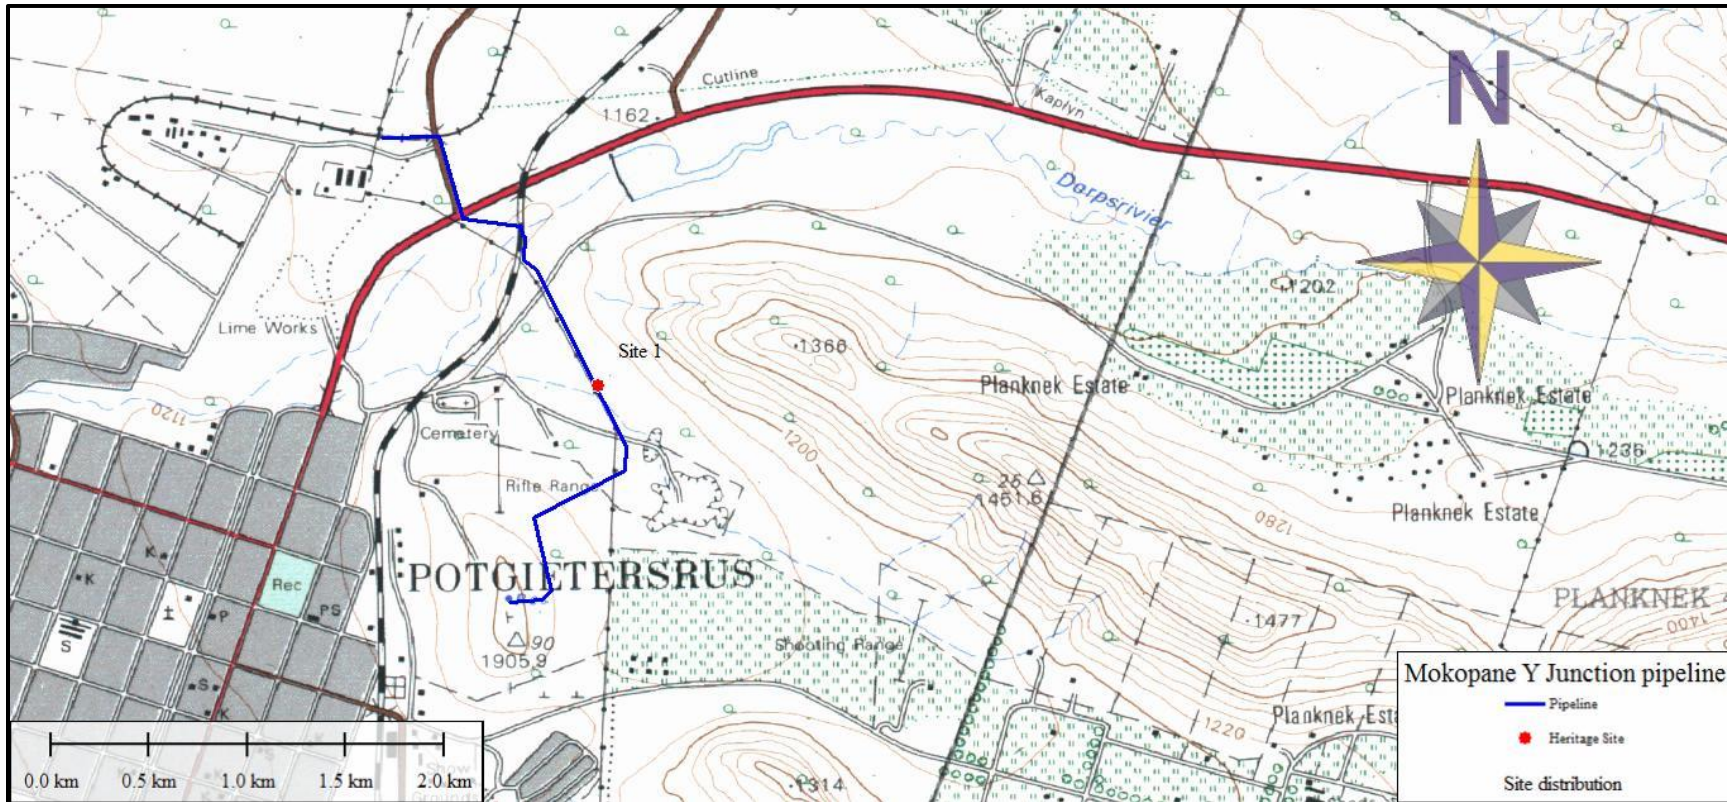 N
Cutline
Kaplyn
1162
Dorpsrivier
1202
Lime Works
Site 1
1366
Planknek Estate
Planknek Estate
1120
Cemetery
1200
1236
Rifle Range
26
1451,6
Planknek Estate
1280
K
K
Rec
POTGIETERSRUS
PLANKNEK
P
PS
S
1477
1400
90
1905,9
Shooting Range
S
K
Mokopane Y Junction pipeline
Pipeline
Heritage Site
Site distribution
Planknek Esta
1220
0.0 km 0.5 km 1.0 km 1.5 km 2.0 km
K
S
Show
Grounds
1314